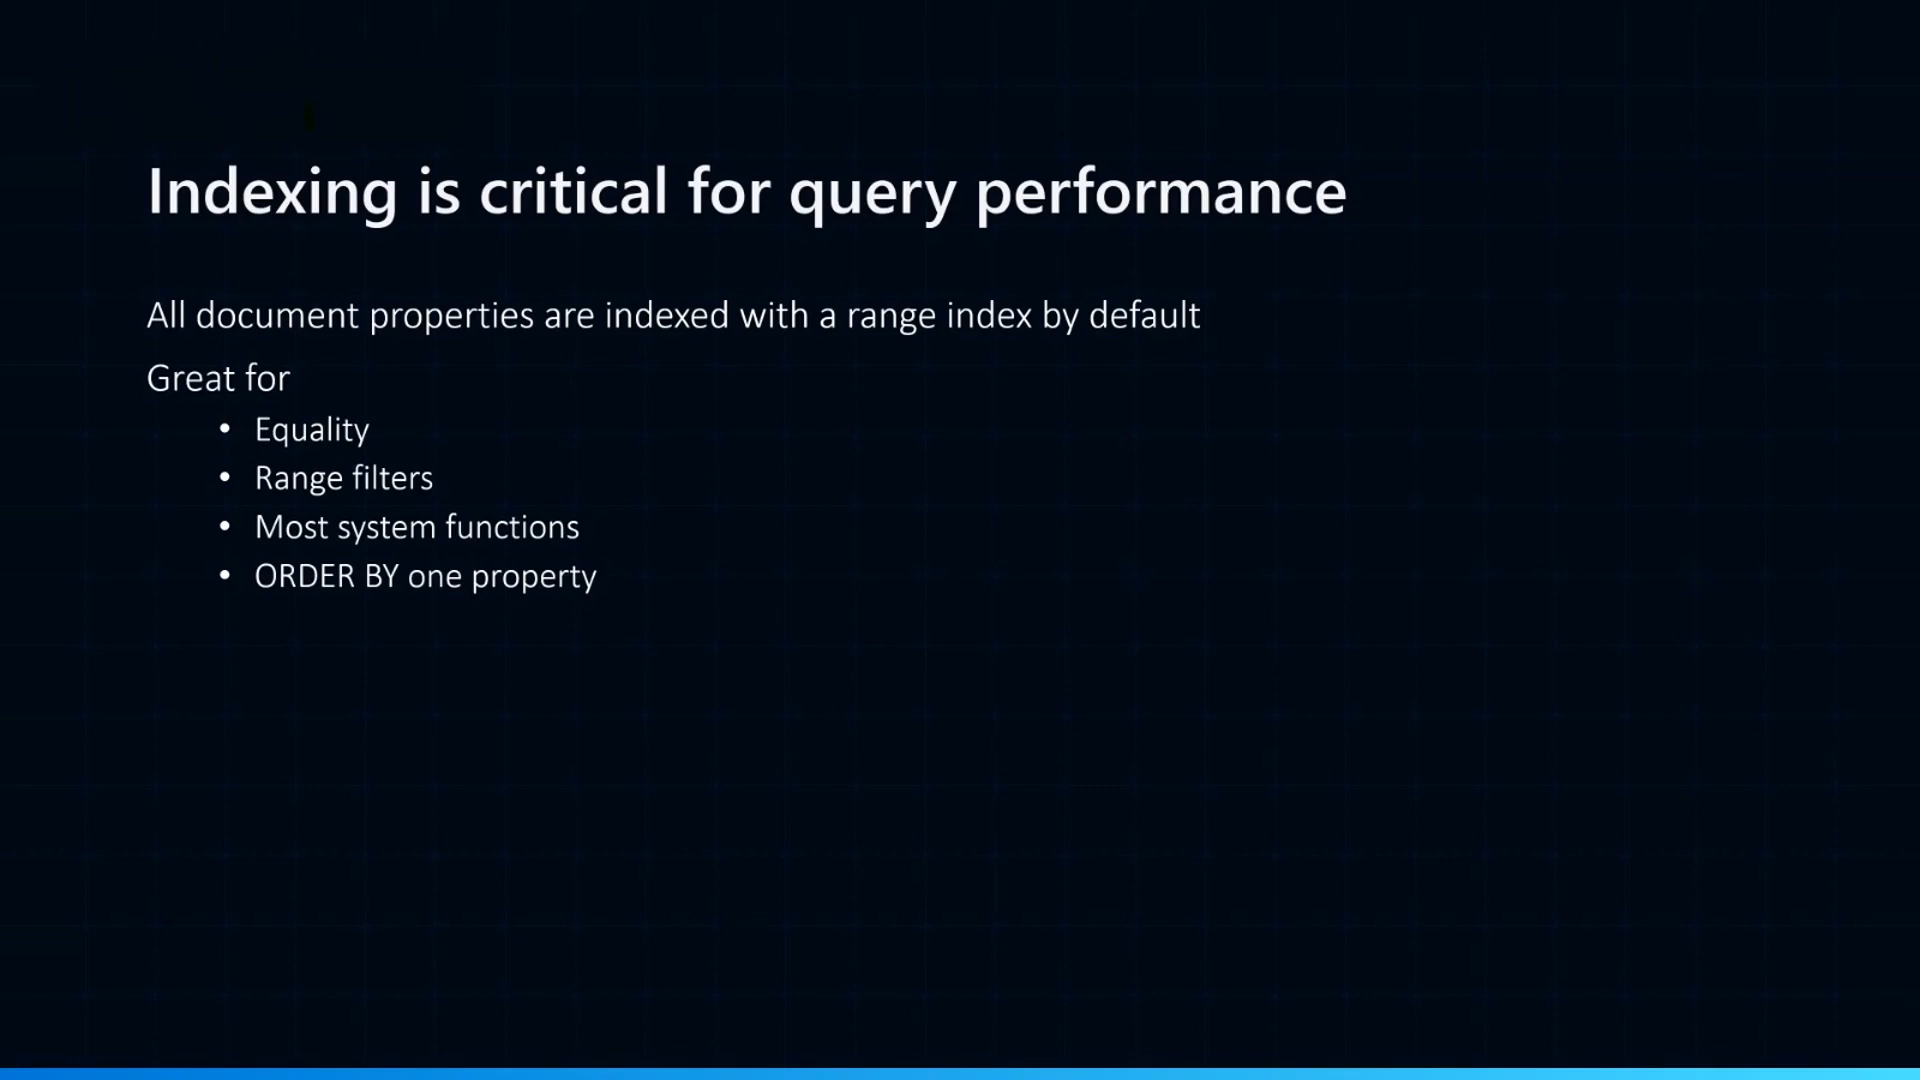 Indexing is critical for query performance
All document properties are indexed with a range index by default
Great for
• Equality
• Range filters
• Most system functions
• ORDER BY one property